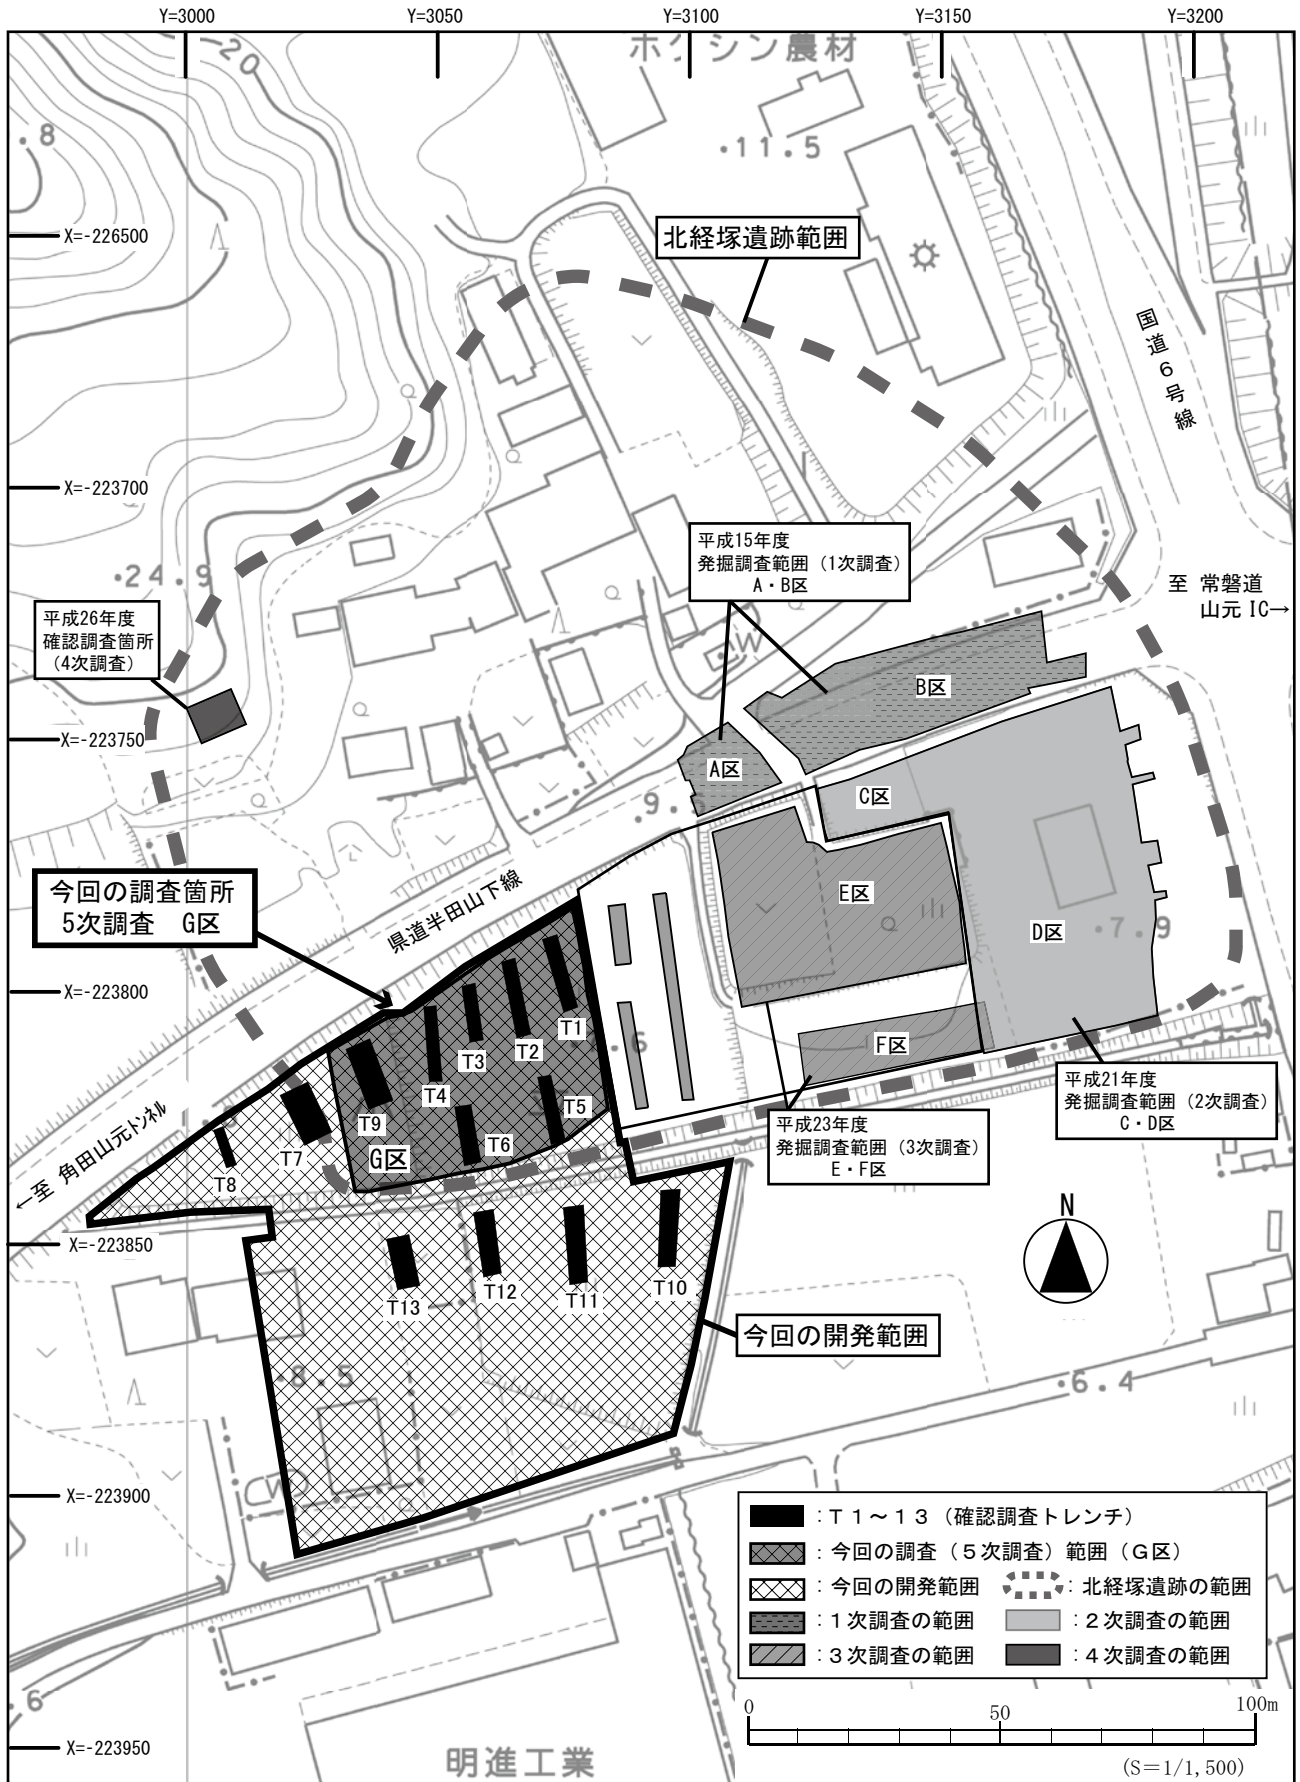 Y=3000
Y=3050
Y=3100
Y=3150
Y=3200
ホクシン農材
20
.8
・11.5
X=-226500
北経塚遺跡範囲
国道6号線
X=-223700
平成15年度
発掘調査範囲（1次調査）
A・B区
・24.9
至 常磐道
山元 IC→
平成26年度
確認調査箇所
（4次調査）
B区
X=-223750
A区
C区
・9.5
今回の調査箇所
5次調査 G区
県道半田山下線
E区
D区
・7.9
X=-223800
T1
T2
T3
T4
T5
T6
T9
G区
F区
平成21年度
発掘調査範囲（2次調査）
C・D区
平成23年度
発掘調査範囲（3次調査）
E・F区
←至 角田山元トンネル
T7
T8
N
X=-223850
T13
T12
T11
T10
今回の開発範囲
・8.5
・6.4
X=-223900
：T1～13（確認調査トレンチ）
：今回の調査（5次調査）範囲（G区）
：今回の開発範囲
：北経塚遺跡の範囲
：1次調査の範囲
：2次調査の範囲
：3次調査の範囲
：4次調査の範囲
0
50
100m
X=-223950
明進工業
(S=1/1,500)